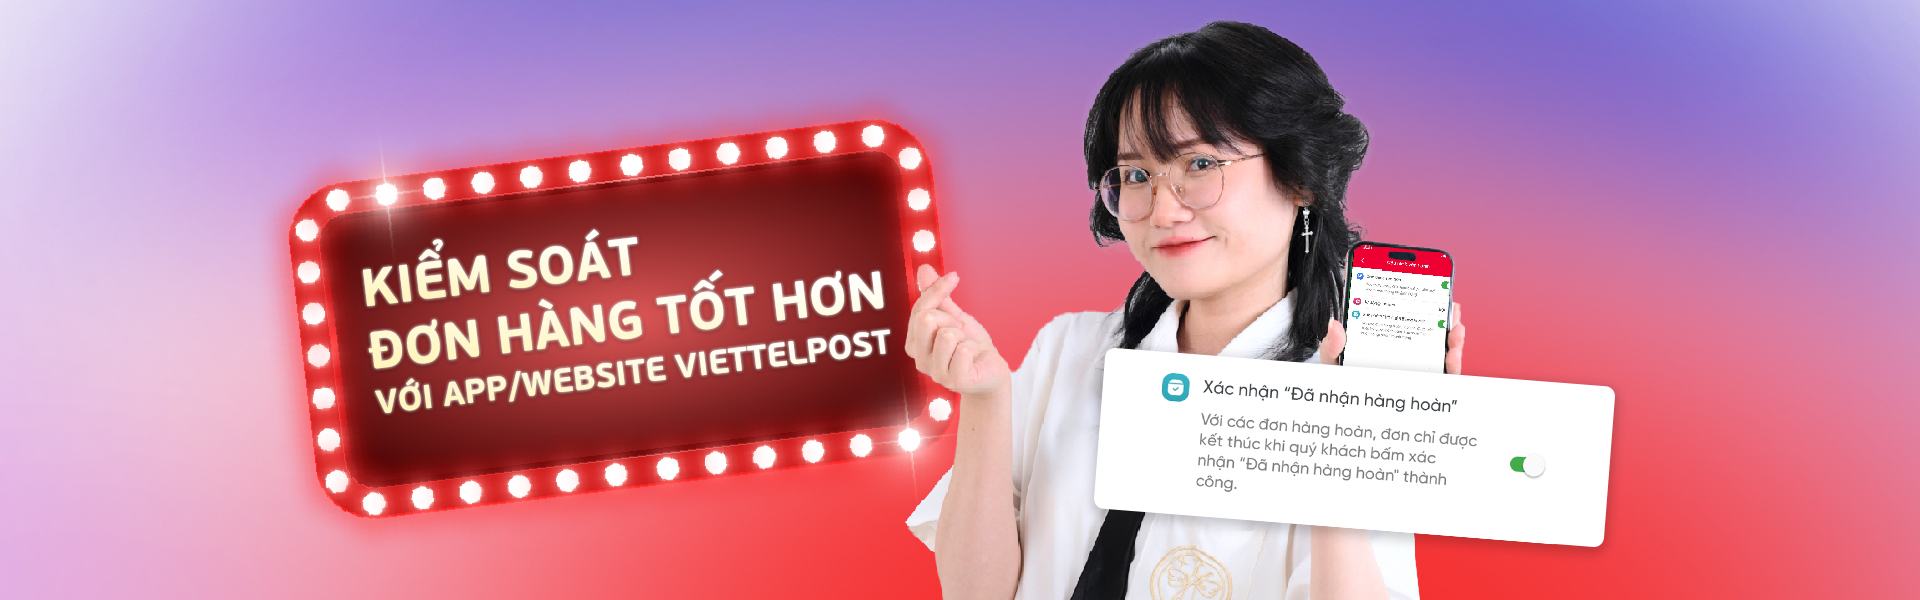 KIỂM SOÁT
ĐƠN HÀNG TỐT HƠN
VỚI APP/WEBSITE VIETTELPOST
Xác nhận “Đã nhận hàng hoàn”
Với các đơn hàng hoàn, đơn chỉ được
kết thúc khi quý khách bấm xác
nhận “Đã nhận hàng hoàn” thành
công.